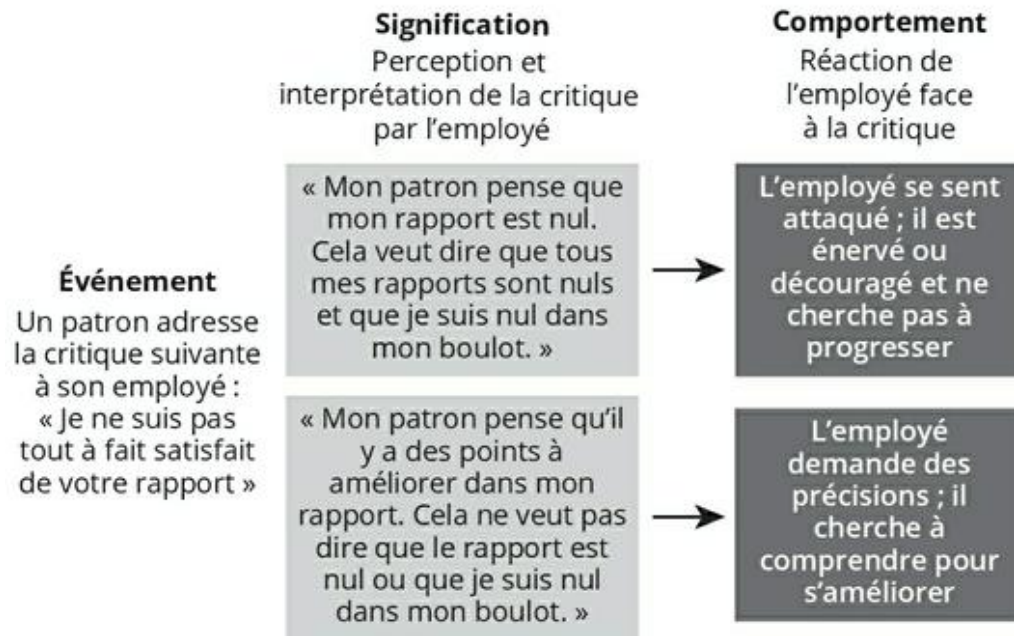 Signification
Perception et
interprétation de la critique
par l'employé
Comportement
Réaction de
l'employé face
à la critique
Événement
Un patron adresse
la critique suivante
à son employé :
« Je ne suis pas
tout à fait satisfait
de votre rapport »
« Mon patron pense que
mon rapport est nul.
Cela veut dire que tous
mes rapports sont nuls
et que je suis nul dans
mon boulot. »
L'employé se sent
attaqué ; il est
énervé ou
découragé et ne
cherche pas à
progresser
« Mon patron pense qu'il
y a des points à
améliorer dans mon
rapport. Cela ne veut pas
dire que le rapport est
nul ou que je suis nul
dans mon boulot. »
L'employé
demande des
précisions ; il
cherche à
comprendre pour
s'améliorer